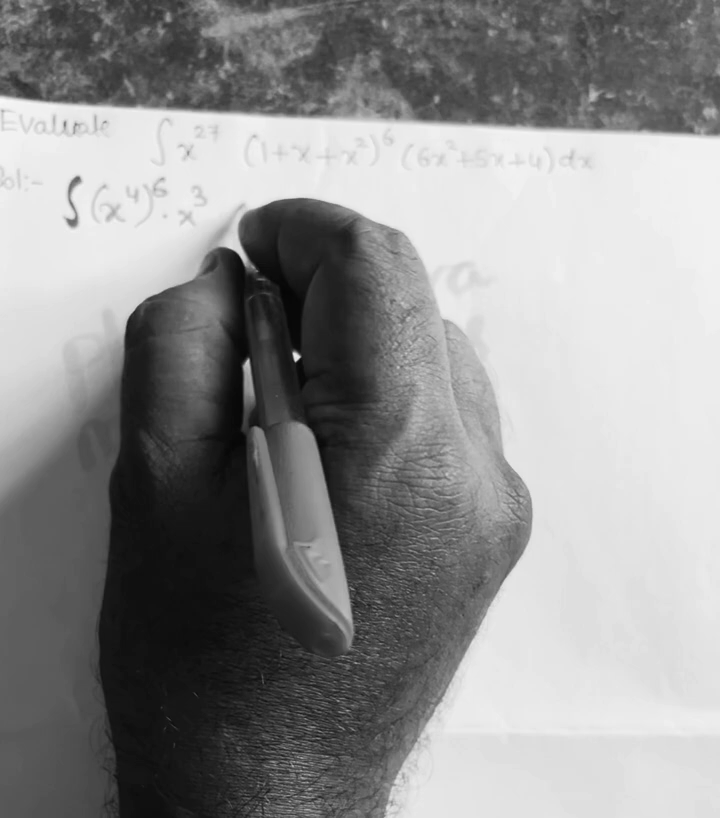 Evaluate ∫x²⁷ (1+x+x²)⁶ (6x²+5x+4)dx
Sol:- ∫(x⁴)⁶·x³